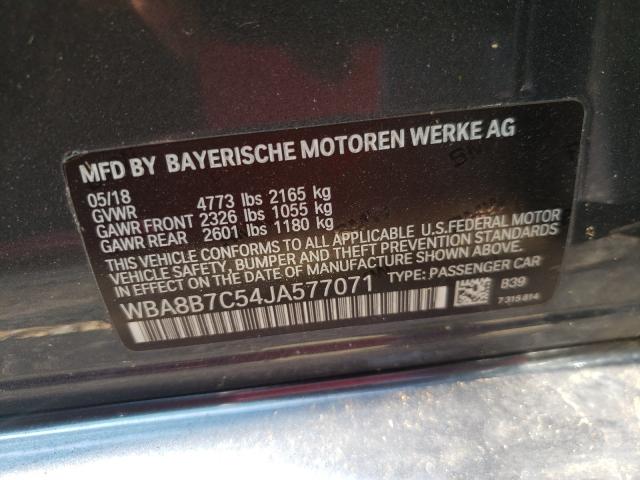 MFD BY BAYERISCHE MOTOREN WERKE AG
05/18
GVWR 4773 lbs 2165 kg
GAWR FRONT 2326 lbs 1055 kg
GAWR REAR 2601 lbs 1180 kg
THIS VEHICLE CONFORMS TO ALL APPLICABLE U.S.FEDERAL MOTOR
VEHICLE SAFETY, BUMPER AND THEFT PREVENTION STANDARDS
IN EFFECT ON THE DATE OF MANUFACTURE SHOWN ABOVE.
WBA8B7C54JA577071 TYPE: PASSENGER CAR
B39
7315414